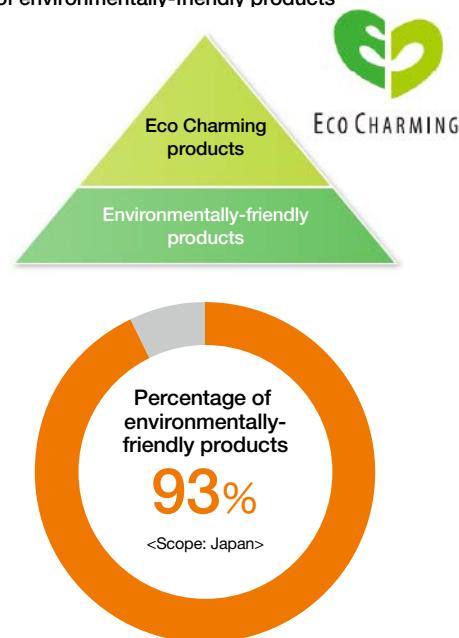 of environmentally-friendly products
ECO CHARMING
Eco Charming
products
Environmentally-friendly
products
Percentage of
environmentally-
friendly products
93%
<Scope: Japan>